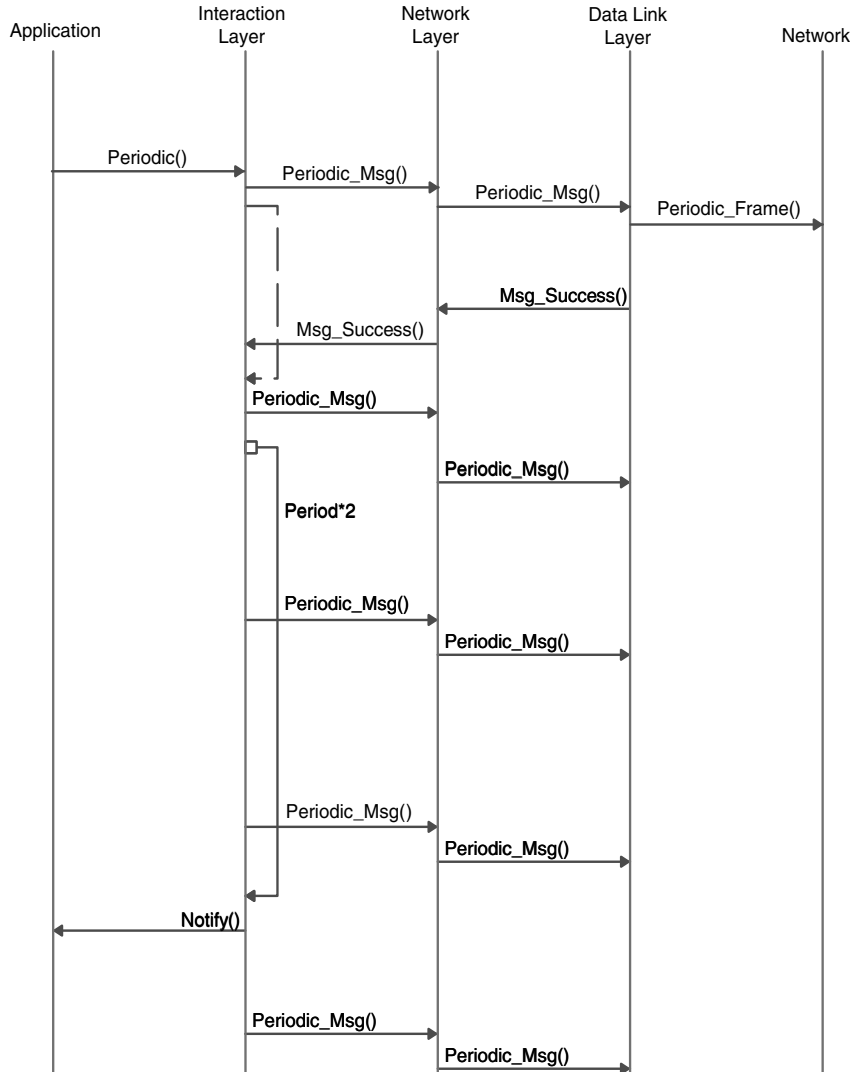 Application
Interaction
Layer
Network
Layer
Data Link
Layer
Network
Periodic()
Periodic_Msg()
Periodic_Msg()
Periodic_Frame()
Msg_Success()
Msg_Success()
Periodic_Msg()
Periodic_Msg()
Period*2
Periodic_Msg()
Periodic_Msg()
Periodic_Msg()
Periodic_Msg()
Notify()
Periodic_Msg()
Periodic_Msg()